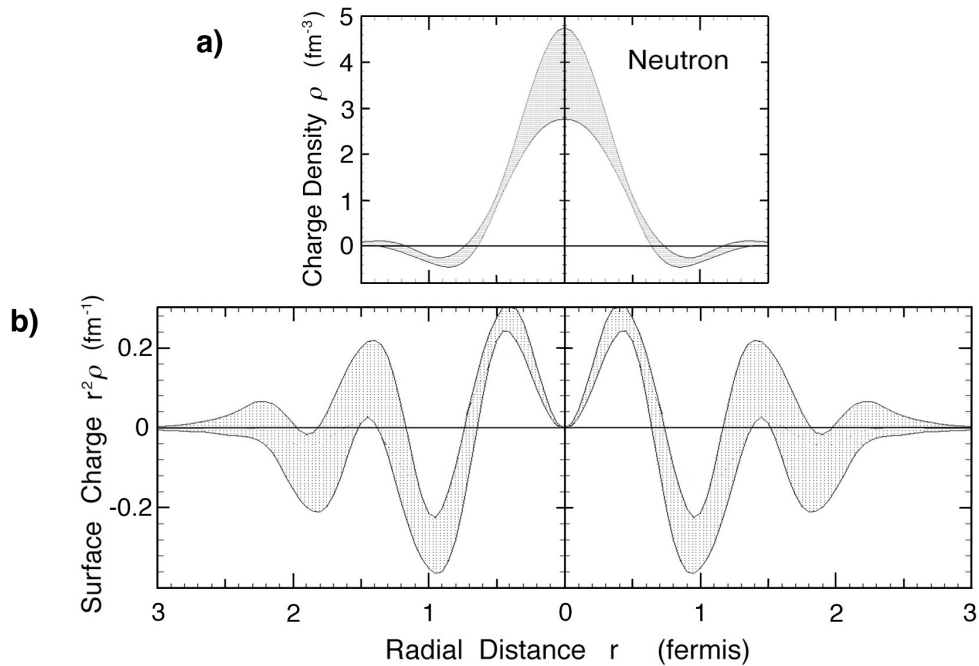 a)
Charge Density ρ (fm⁻³)
5
4
3
2
1
0
Neutron
b)
Surface Charge r²ρ (fm⁻¹)
0.2
0
-0.2
3 2 1 0 1 2 3
Radial Distance r (fermis)